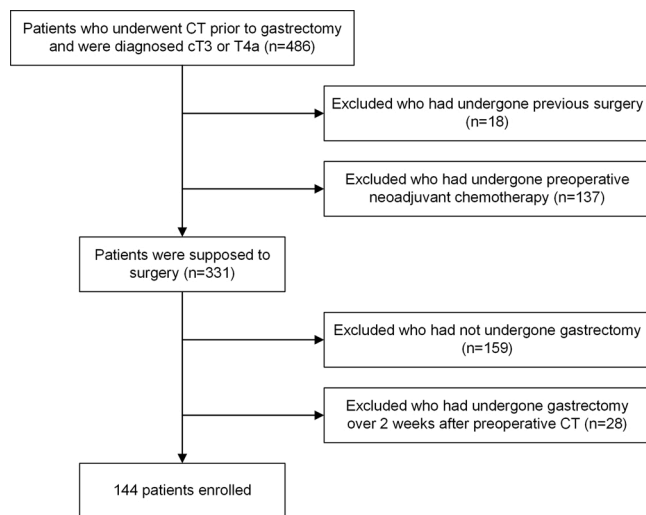 Patients who underwent CT prior to gastrectomy
and were diagnosed cT3 or T4a (n=486)
Excluded who had undergone previous surgery
(n=18)
Excluded who had undergone preoperative
neoadjuvant chemotherapy (n=137)
Patients were supposed to
surgery (n=331)
Excluded who had not undergone gastrectomy
(n=159)
Excluded who had undergone gastrectomy
over 2 weeks after preoperative CT (n=28)
144 patients enrolled